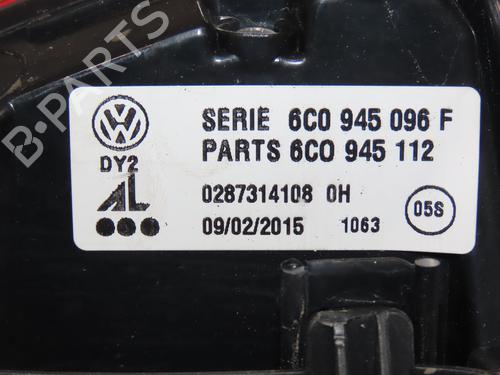 B-PARTS
SERIE 6C0 945 096 F
PARTS 6C0 945 112
DY2
AL
0287314108 0H
05S
09/02/2015 1063